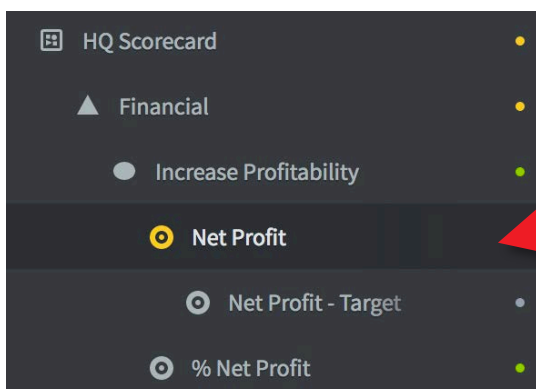 HQ Scorecard
Financial
Increase Profitability
Net Profit
Net Profit - Target
% Net Profit